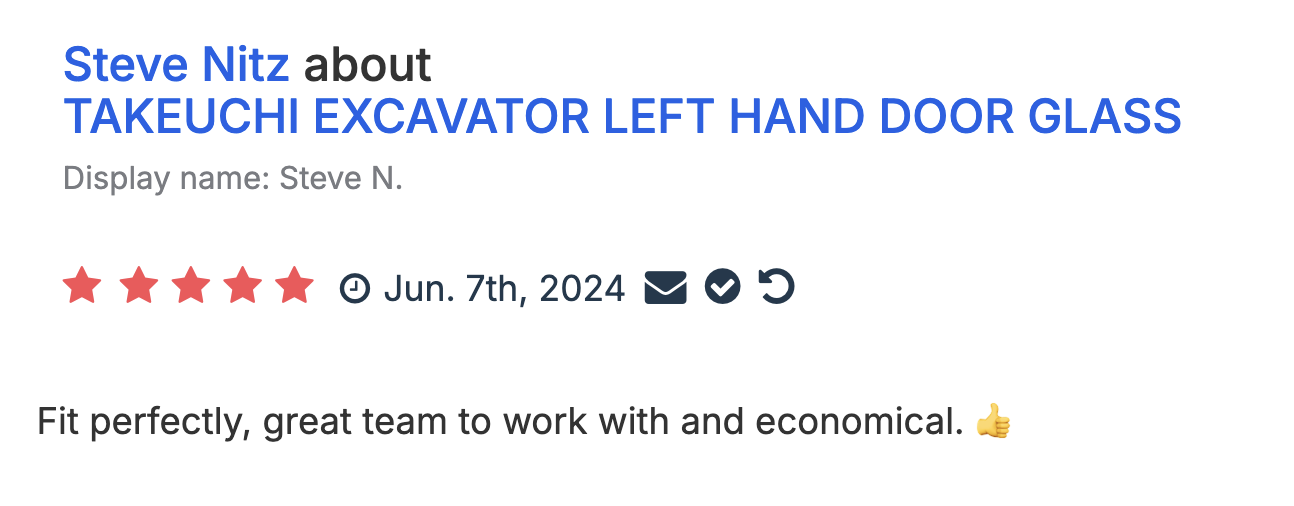 Steve Nitz about
TAKEUCHI EXCAVATOR LEFT HAND DOOR GLASS
Display name: Steve N.
Jun. 7th, 2024
Fit perfectly, great team to work with and economical. 👍